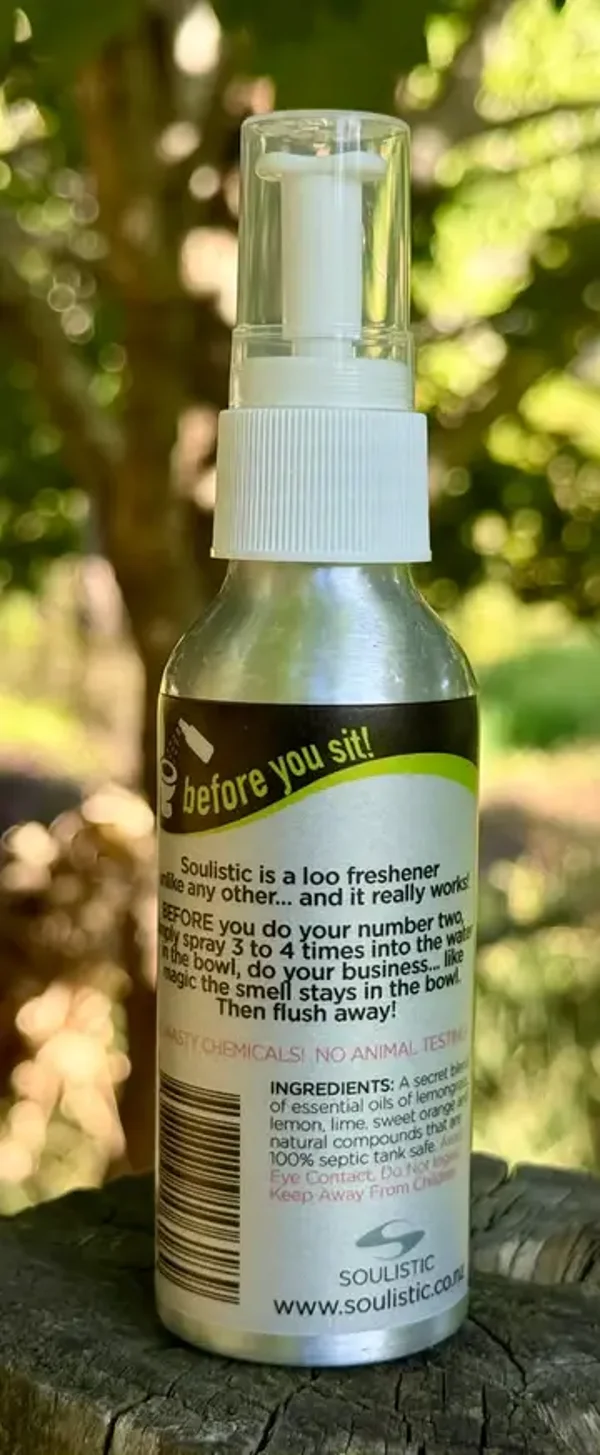 before you sit!
Soulistic is a loo freshener
any other... and it really works!
BEFORE you do your number two,
spray 3 to 4 times into the water
in the bowl, do your business... like
magic the smell stays in the bowl.
Then flush away!
NASTY CHEMICALS! NO ANIMAL TESTING
INGREDIENTS: A secret blend
of essential oils of lemongrass,
lemon, lime, sweet orange and
natural compounds that are
100% septic tank safe. Avoid
Eye Contact. Do Not Ingest.
Keep Away From Children
SOULISTIC
www.soulistic.co.nz